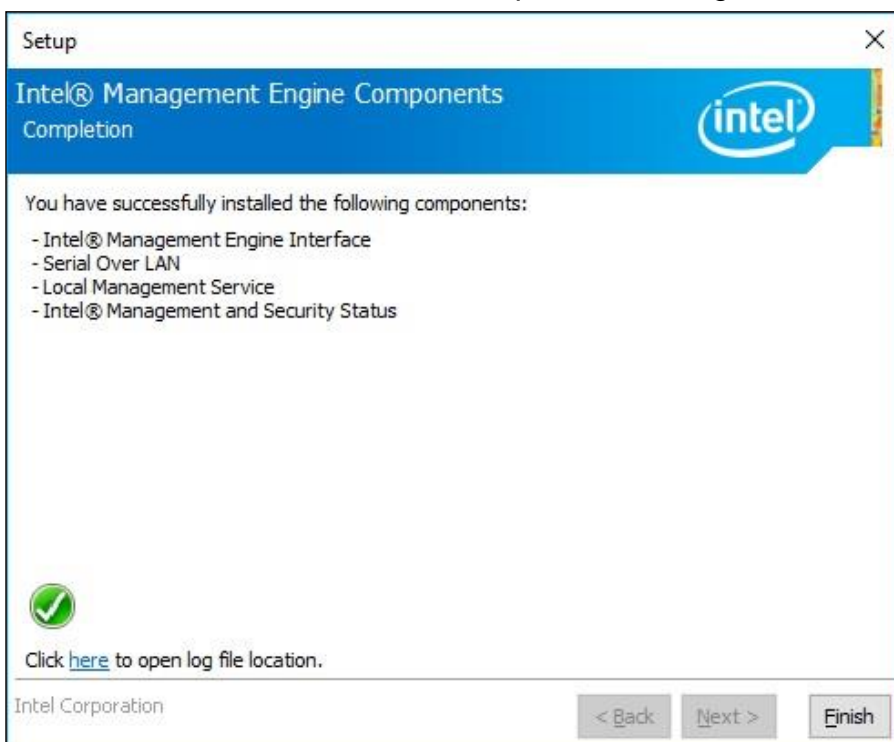 Setup
Intel® Management Engine Components
Completion
intel
You have successfully installed the following components:
- Intel® Management Engine Interface
- Serial Over LAN
- Local Management Service
- Intel® Management and Security Status
Click here to open log file location.
Intel Corporation
< Back Next > Finish